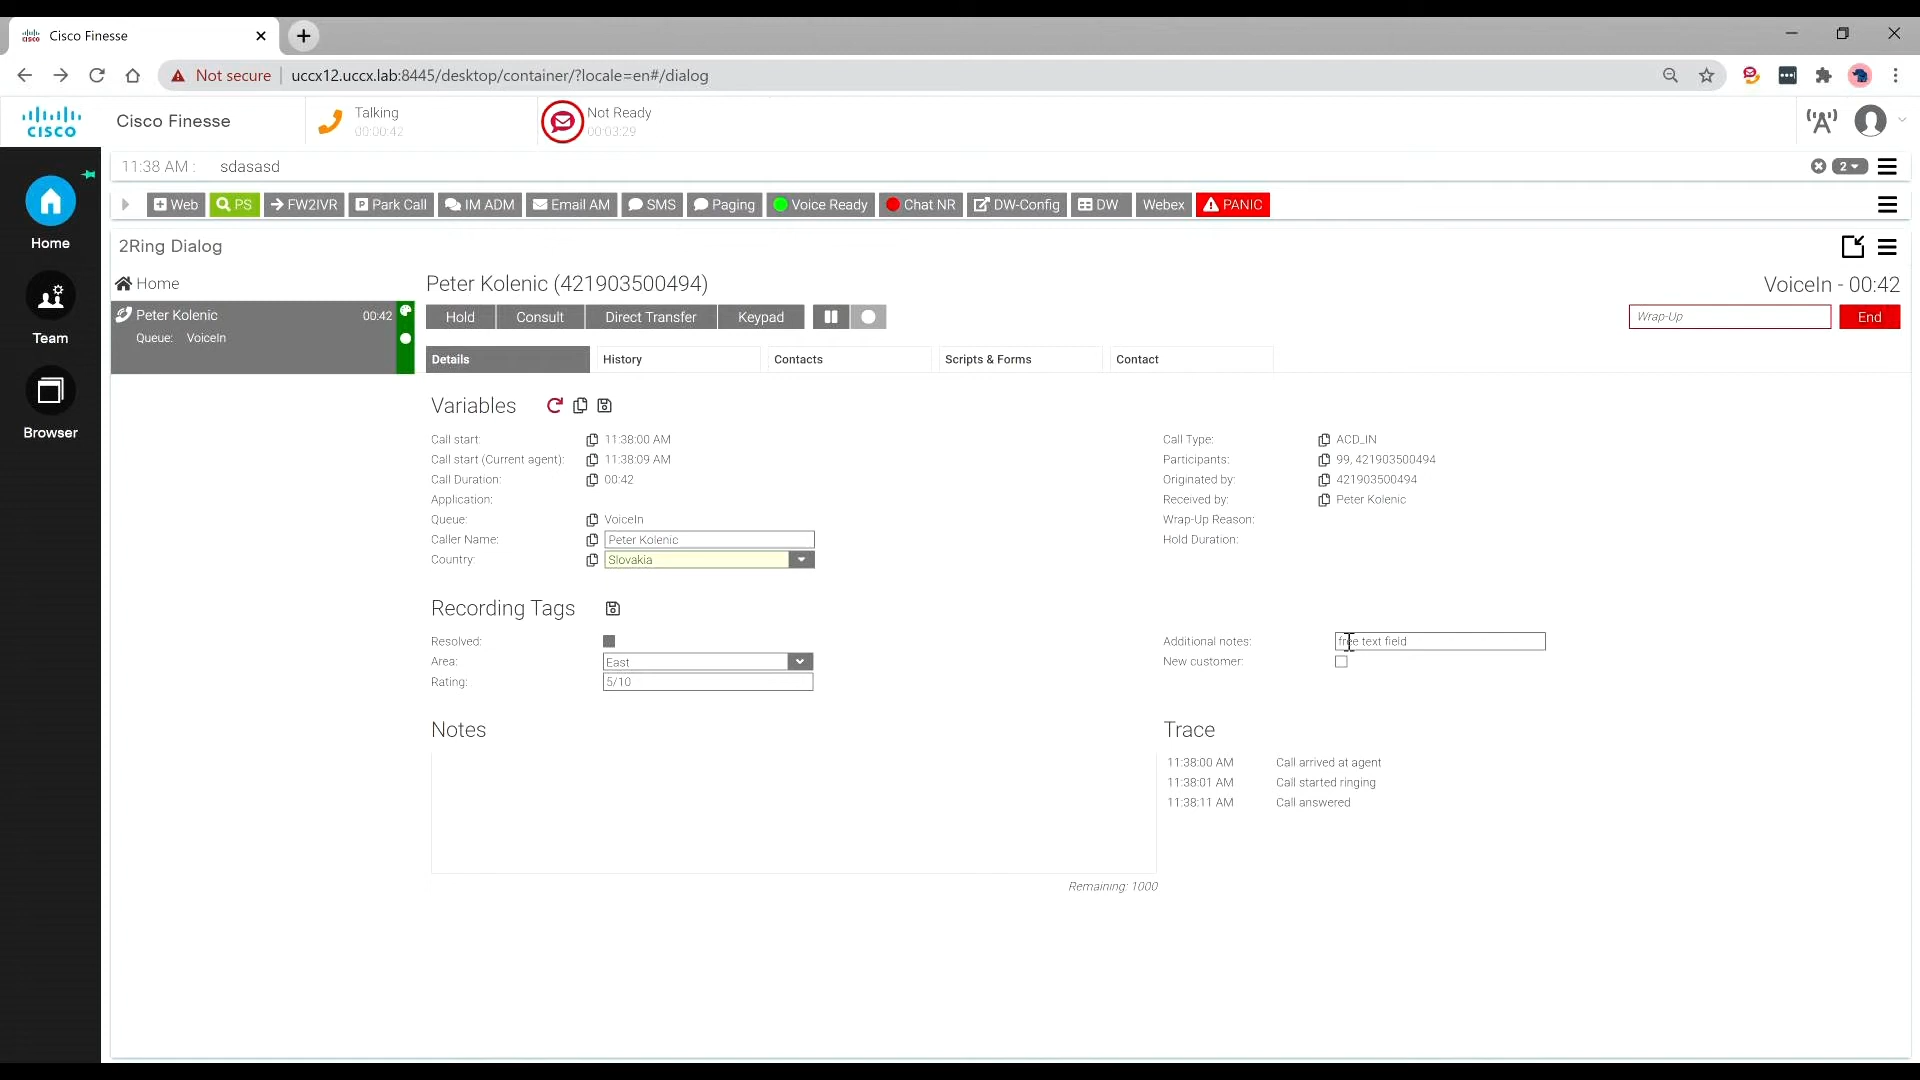 Cisco Finesse
Not secure uccx12.uccx.lab:8445/desktop/container/?locale=en#/dialog
CISCO Cisco Finesse Talking 00:00:42 Not Ready 00:03:29
11:38 AM : sdasasd 2
Web PS FW2IVR Park Call IM ADM Email AM SMS Paging Voice Ready Chat NR DW-Config DW Webex PANIC
Home
Team
Browser
2Ring Dialog
Home
Peter Kolenic 00:42
Queue: VoiceIn
Peter Kolenic (421903500494) VoiceIn - 00:42
Hold Consult Direct Transfer Keypad Wrap-Up End
Details History Contacts Scripts & Forms Contact
Variables
Call start: 11:38:00 AM
Call start (Current agent): 11:38:09 AM
Call Duration: 00:42
Application:
Queue: VoiceIn
Caller Name: Peter Kolenic
Country: Slovakia
Call Type: ACD_IN
Participants: 99, 421903500494
Originated by: 421903500494
Received by: Peter Kolenic
Wrap-Up Reason:
Hold Duration:
Recording Tags
Resolved:
Area: East
Rating: 5/10
Additional notes: free text field
New customer:
Notes
Remaining: 1000
Trace
11:38:00 AM Call arrived at agent
11:38:01 AM Call started ringing
11:38:11 AM Call answered